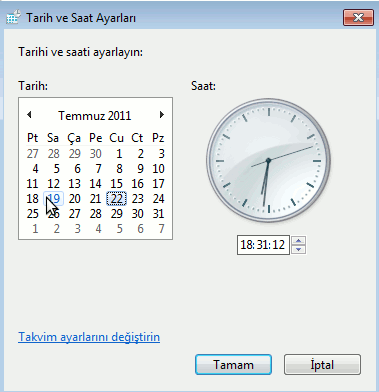 Tarih ve Saat Ayarları
Tarihi ve saati ayarlayın:
Tarih: Saat:
Temmuz 2011
Pt Sa Ça Pe Cu Ct Pz
27 28 29 30 1 2 3
4 5 6 7 8 9 10
11 12 13 14 15 16 17
18 19 20 21 22 23 24
25 26 27 28 29 30 31
1 2 3 4 5 6 7
18:31:12
Takvim ayarlarını değiştirin
Tamam İptal